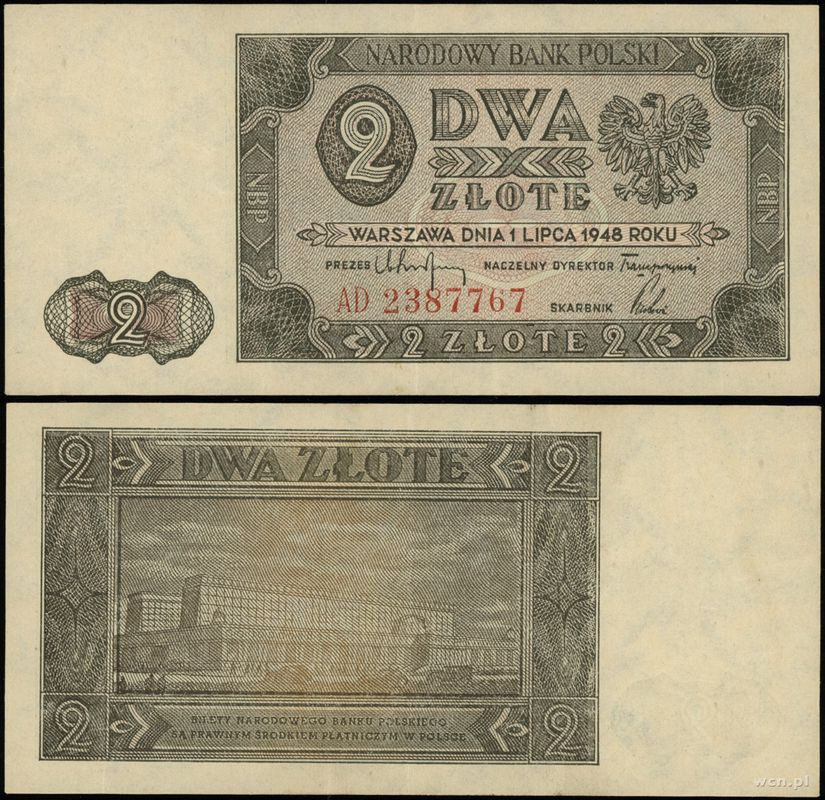 NARODOWY BANK POLSKI
2 DWA
ZŁOTE
NBP
NBP
WARSZAWA DNIA 1 LIPCA 1948 ROKU
PREZES NACZELNY DYREKTOR
AD 2387767 SKARBNIK
2
2 ZŁOTE 2
2 DWA ZŁOTE 2
2 BILETY NARODOWEGO BANKU POLSKIEGO 2
SĄ PRAWNYM ŚRODKIEM PŁATNICZYM W POLSCE
wcn.pl